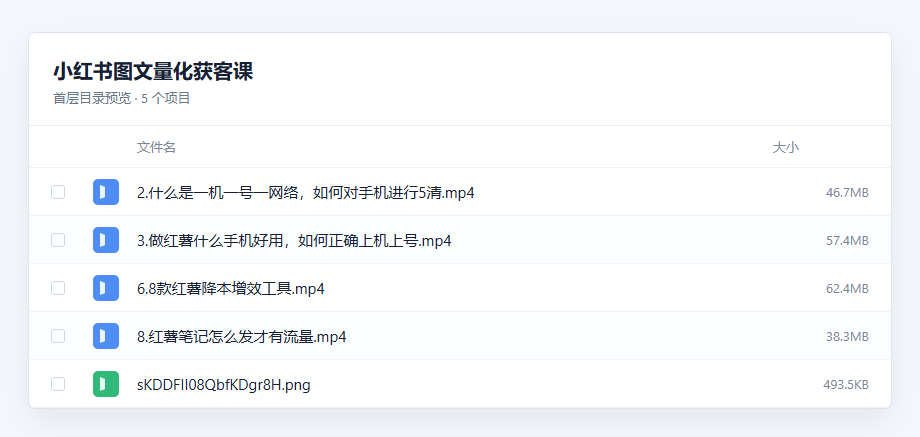 小红书图文量化获客课
首层目录预览 · 5 个项目
文件名 大小
2.什么是一机一号一网络，如何对手机进行5清.mp4 46.7MB
3.做红薯什么手机好用，如何正确上机上号.mp4 57.4MB
6.8款红薯降本增效工具.mp4 62.4MB
8.红薯笔记怎么发才有流量.mp4 38.3MB
sKDDFlI08QbfKDgr8H.png 493.5KB